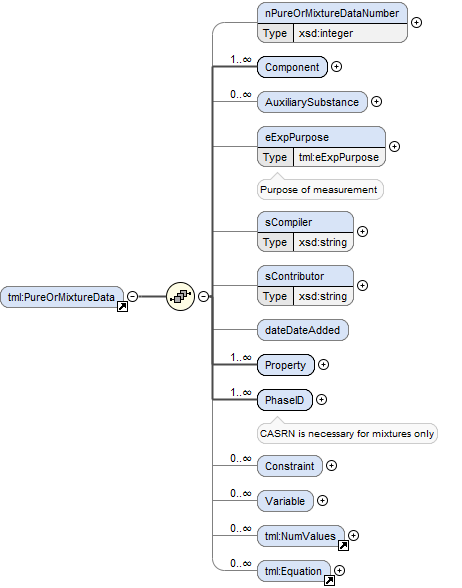 nPureOrMixtureDataNumber
Type xsd:integer
1..∞
Component
0..∞
AuxiliarySubstance
eExpPurpose
Type tml:eExpPurpose
Purpose of measurement
sCompiler
Type xsd:string
tml:PureOrMixtureData
sContributor
Type xsd:string
dateDateAdded
1..∞
Property
1..∞
PhaseID
CASRN is necessary for mixtures only
0..∞
Constraint
0..∞
Variable
0..∞
tml:NumValues
0..∞
tml:Equation